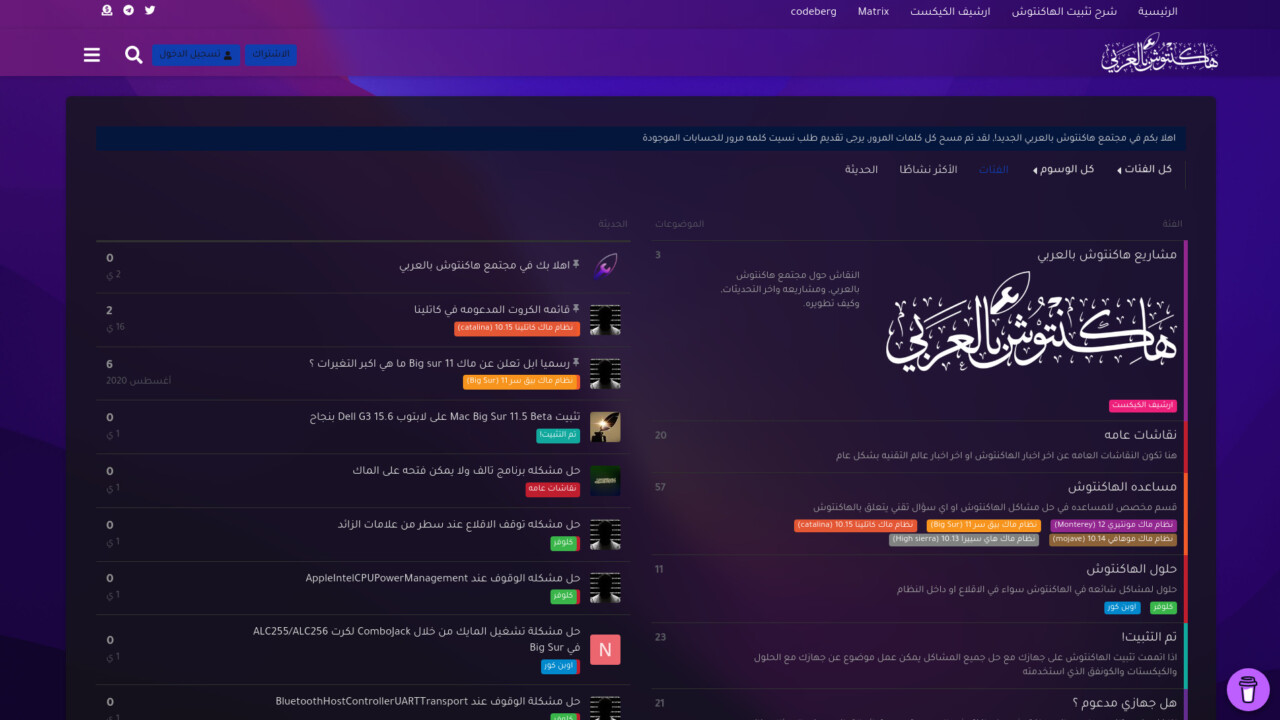 الرئيسية
شرح تثبيت الهاكنتوش
ارشيف الكيكست
Matrix
codeberg
هاكنتوش بالعربي
الاشتراك
تسجيل الدخول
اهلا بكم في مجتمع هاكنتوش بالعربي الجديد!, لقد تم مسح كل كلمات المرور, يرجى تقديم طلب نسيت كلمه مرور للحسابات الموجودة
كل الفئات
كل الوسوم
الفئات
الأكثر نشاطًا
الحديثة
الفئة
الموضوعات
مشاريع هاكنتوش بالعربي
3
هاكنتوش بالعربي
النقاش حول مجتمع هاكنتوش
بالعربي, ومشاريعه واخر التحديثات,
وكيف تطويره.
ارشيف الكيكست
نقاشات عامه
20
هنا تكون النقاشات العامه عن اخر اخبار الهاكنتوش او اخر اخبار عالم التقنيه بشكل عام
مساعده الهاكنتوش
57
قسم مخصص للمساعده في حل مشاكل الهاكنتوش او اي سؤال تقني يتعلق بالهاكنتوش
نظام ماك مونتيري 12 (Monterey)
نظام ماك بيق سر 11 (Big Sur)
نظام ماك كاتلينا 10.15 (catalina)
نظام ماك موهافي 10.14 (mojave)
نظام ماك هاي سييرا 10.13 (High sierra)
حلول الهاكنتوش
11
حلول لمشاكل شائعه في الهاكنتوش سواء في الاقلاع او داخل النظام
كلوفر
اوبن كور
تم التثبيت!
23
اذا اتممت تثبيت الهاكنتوش على جهازك مع حل جميع المشاكل يمكن عمل موضوع عن جهازك مع الحلول
والكيكستات والكونفق الذي استخدمته
هل جهازي مدعوم ؟
21
الحديثة
اهلا بك في مجتمع هاكنتوش بالعربي
0
2 ي
قائمه الكروت المدعومه في كاتلينا
2
نظام ماك كاتلينا 10.15 (catalina)
16 ي
رسميا ابل تعلن عن ماك 11 Big sur ما هي اكبر التغيرات ؟
6
نظام ماك بيق سر 11 (Big Sur)
اغسطس 2020
تثبيت Mac Big Sur 11.5 Beta على لابتوب Dell G3 15.6 بنجاح
0
تم التثبيت!
1 ي
حل مشكله برنامج تالف ولا يمكن فتحه على الماك
0
نقاشات عامه
1 ي
حل مشكله توقف الاقلاع عند سطر من علامات الزائد
0
كلوفر
1 ي
حل مشكله الوقوف عند AppleIntelCPUPowerManagement
0
كلوفر
1 ي
حل مشكلة تشغيل المايك من خلال ComboJack لكرت ALC255/ALC256
في Big Sur
0
N
اوبن كور
1 ي
حل مشكلة الوقوف عند BluetoothHostControllerUARTTransport
0
كلوفر